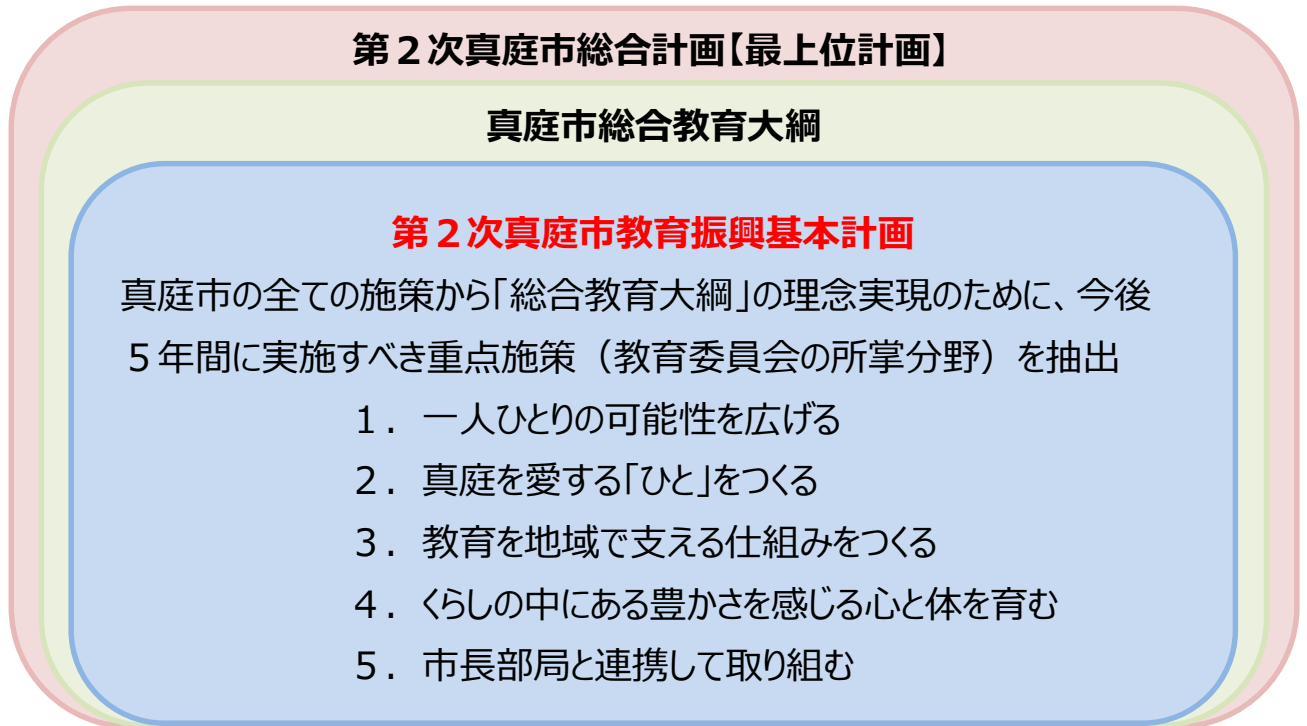 第２次真庭市総合計画【最上位計画】
真庭市総合教育大綱
第２次真庭市教育振興基本計画
真庭市の全ての施策から｢総合教育大綱｣の理念実現のために、今後
５年間に実施すべき重点施策（教育委員会の所掌分野）を抽出
１．一人ひとりの可能性を広げる
２．真庭を愛する｢ひと｣をつくる
３．教育を地域で支える仕組みをつくる
４．くらしの中にある豊かさを感じる心と体を育む
５．市長部局と連携して取り組む